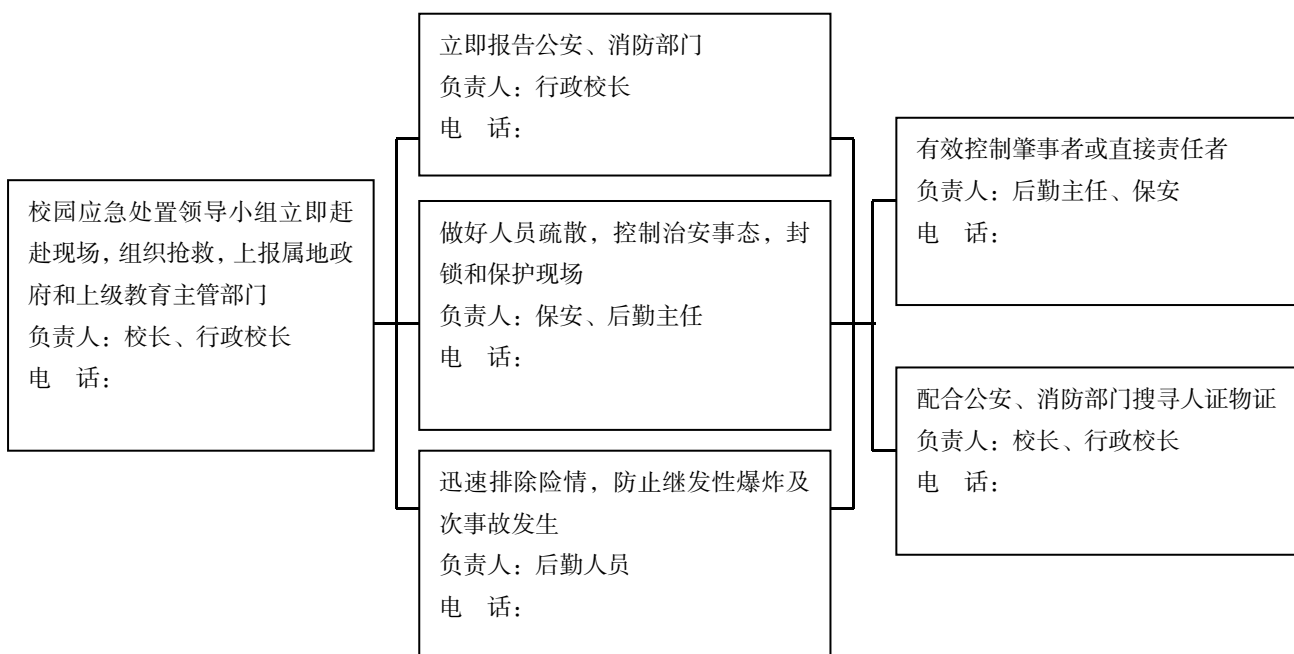 校园应急处置领导小组立即赶
赴现场，组织抢救，上报属地政
府和上级教育主管部门
负责人：校长、行政校长
电　话：
立即报告公安、消防部门
负责人：行政校长
电　话：
做好人员疏散，控制治安事态，封
锁和保护现场
负责人：保安、后勤主任
电　话：
迅速排除险情，防止继发性爆炸及
次事故发生
负责人：后勤人员
电　话：
有效控制肇事者或直接责任者
负责人：后勤主任、保安
电　话：
配合公安、消防部门搜寻人证物证
负责人：校长、行政校长
电　话：